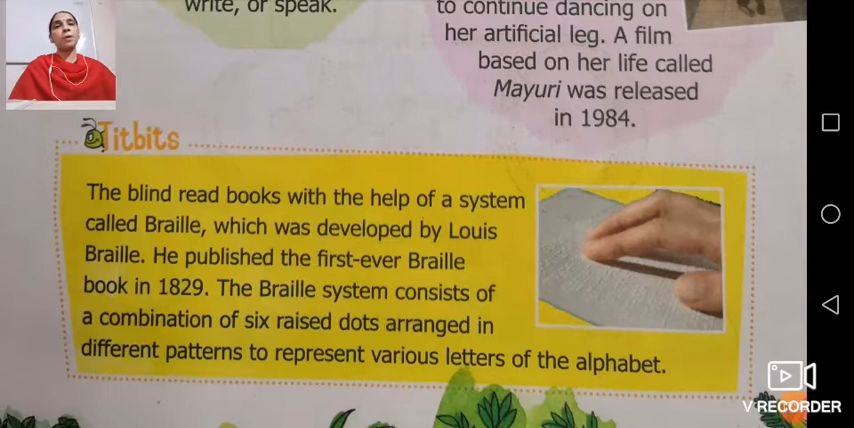 write, or speak.
to continue dancing on
her artificial leg. A film
based on her life called
Mayuri was released
in 1984.
Titbits
The blind read books with the help of a system
called Braille, which was developed by Louis
Braille. He published the first-ever Braille
book in 1829. The Braille system consists of
a combination of six raised dots arranged in
different patterns to represent various letters of the alphabet.
V RECORDER